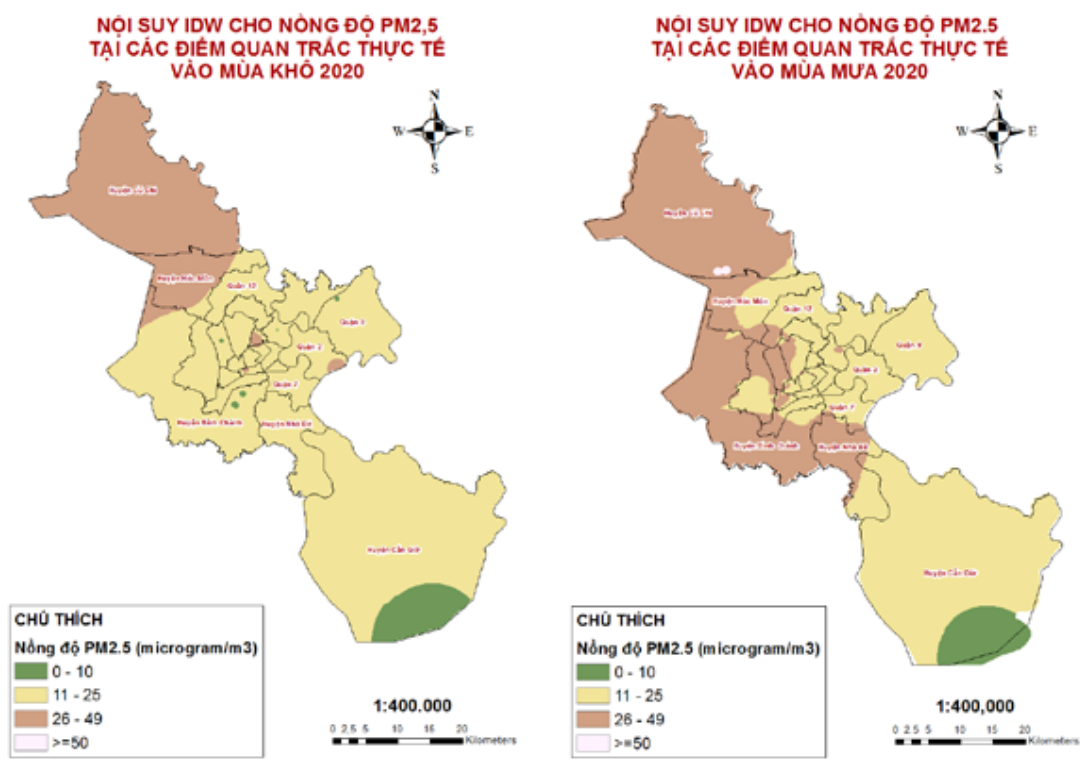 NỘI SUY IDW CHO NỒNG ĐỘ PM2,5
TẠI CÁC ĐIỂM QUAN TRẮC THỰC TẾ
VÀO MÙA KHÔ 2020
N
W
E
S
Huyện Củ Chi
Huyện Hóc Môn
Quận 12
Quận 9
Quận 2
Quận 7
Huyện Bình Chánh
Huyện Nhà Bè
Huyện Cần Giờ
CHÚ THÍCH
Nồng độ PM2.5 (microgram/m3)
0 - 10
11 - 25
26 - 49
>=50
1:400.000
0 2,5 5 10 15 20
Kilometers
NỘI SUY IDW CHO NỒNG ĐỘ PM2.5
TẠI CÁC ĐIỂM QUAN TRẮC THỰC TẾ
VÀO MÙA MƯA 2020
N
W
E
S
Huyện Củ Chi
Huyện Hóc Môn
Quận 12
Quận 9
Quận 2
Quận 7
Huyện Bình Chánh
Huyện Nhà Bè
Huyện Cần Giờ
CHÚ THÍCH
Nồng độ PM2.5 (microgram/m3)
0 - 10
11 - 25
26 - 49
>=50
1:400,000
0 2.5 5 10 15 20
Kilometers